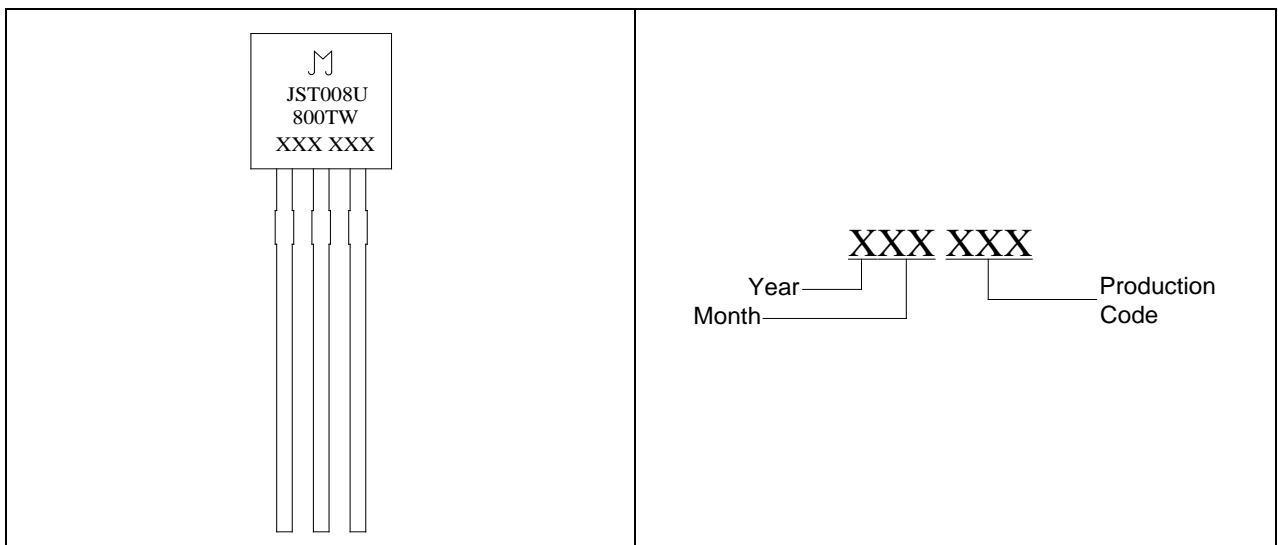 JST008U
800TW
XXX XXX
XXX XXX
Year
Month
Production
Code